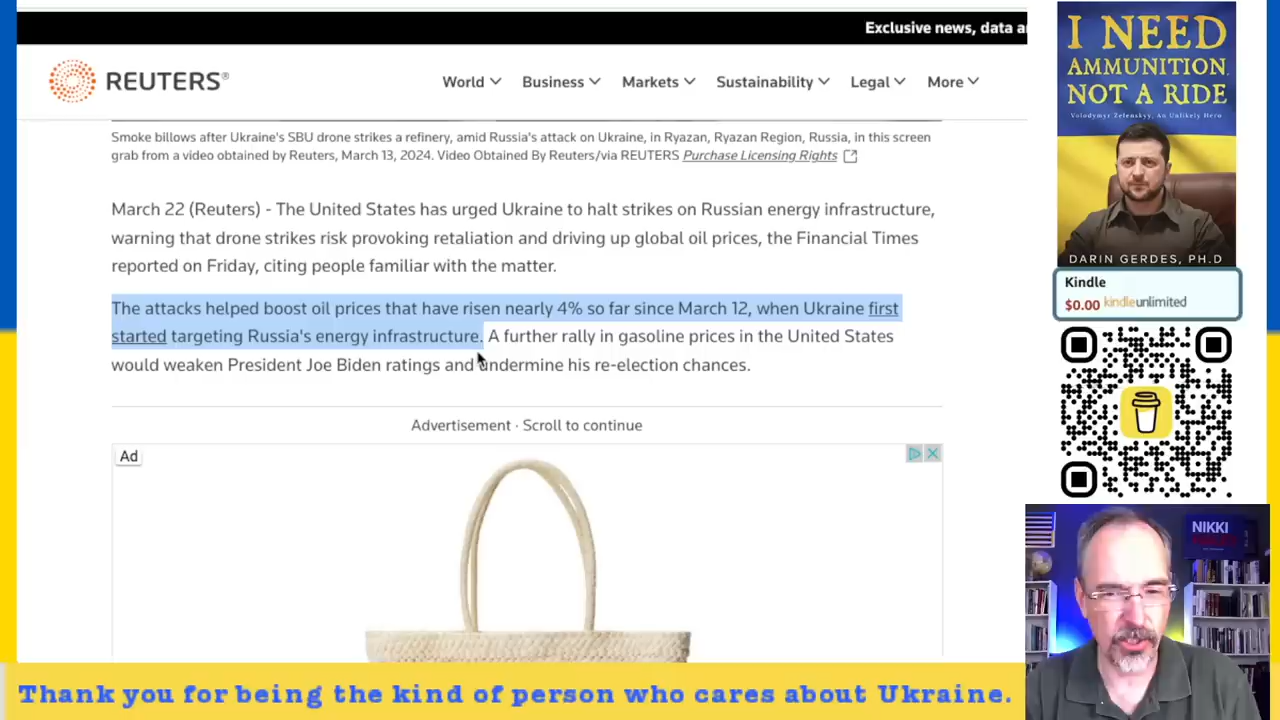 Exclusive news, data a
REUTERS®
World Business Markets Sustainability Legal More
Smoke billows after Ukraine's SBU drone strikes a refinery, amid Russia's attack on Ukraine, in Ryazan, Ryazan Region, Russia, in this screen
grab from a video obtained by Reuters, March 13, 2024. Video Obtained By Reuters/via REUTERS Purchase Licensing Rights
March 22 (Reuters) - The United States has urged Ukraine to halt strikes on Russian energy infrastructure,
warning that drone strikes risk provoking retaliation and driving up global oil prices, the Financial Times
reported on Friday, citing people familiar with the matter.
The attacks helped boost oil prices that have risen nearly 4% so far since March 12, when Ukraine first
started targeting Russia's energy infrastructure. A further rally in gasoline prices in the United States
would weaken President Joe Biden ratings and undermine his re-election chances.
Advertisement · Scroll to continue
Ad
I NEED
AMMUNITION,
NOT A RIDE
Volodymyr Zelenskyy, An Unlikely Hero
DARIN GERDES, PH.D
Kindle
$0.00 kindleunlimited
NIKKI
Thank you for being the kind of person who cares about Ukraine.